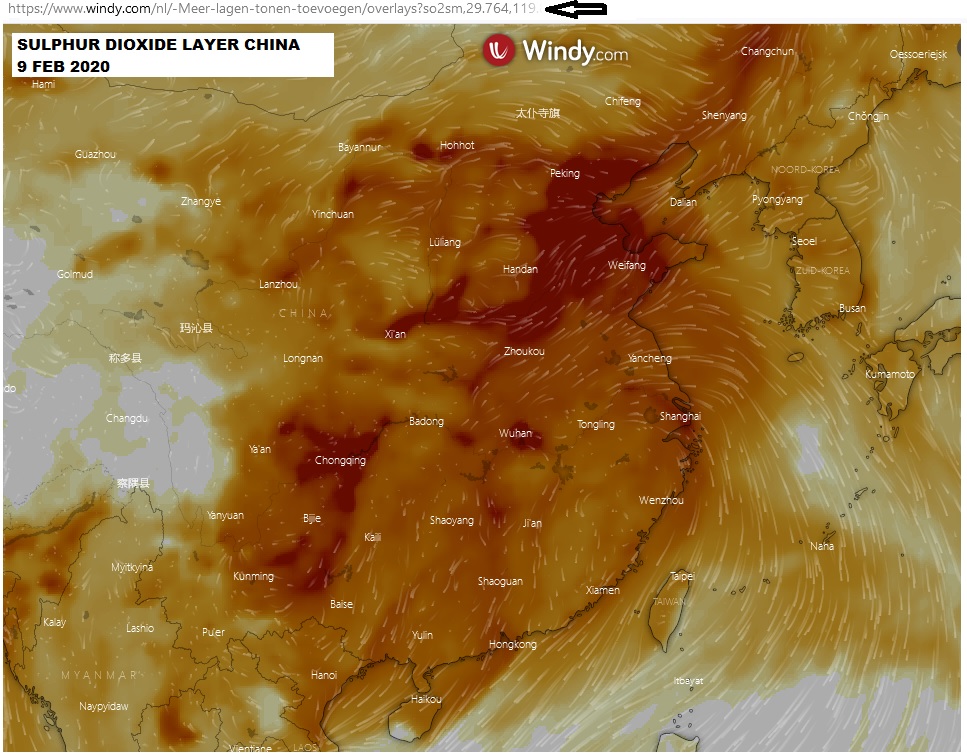 https://www.windy.com/nl/-Meer-lagen-tonen-toevoegen/overlays?so2sm,29.764,119.
SULPHUR DIOXIDE LAYER CHINA
9 FEB 2020
Windy.com
Changchun
Oessoeriejsk
Hami
Chifeng
太仆寺旗
Shenyang
Chŏngjin
Bayannur
Hohhot
Guazhou
Peking
NOORD-KOREA
Zhangye
Dalian
Pyongyang
Yinchuan
Lüliang
Seoel
Golmud
Handan
Weifang
ZUID-KOREA
Lanzhou
CHINA
Busan
玛沁县
Xi'an
称多县
Longnan
Zhoukou
Yancheng
Kumamoto
do
Changdu
Badong
Wuhan
Tongling
Shanghai
Ya'an
Chongqing
察隅县
Wenzhou
Yanyuan
Bijie
Shaoyang
Ji'an
Kaili
Naha
Myitkyina
Kunming
Shaoguan
Xiamen
Taipei
TAIWAN
Baise
Kalay
Lashio
Pu'er
Yulin
Hongkong
MYANMAR
Hanoi
Itbayat
Haikou
Naypyidaw
Vientiane
LAOS